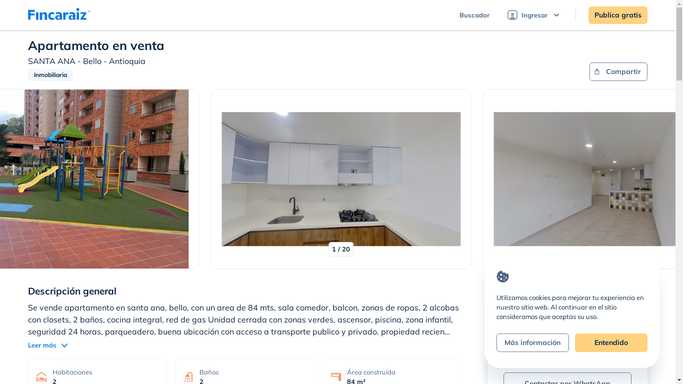 Fincaraiz
Buscador
Ingresar
Publica gratis
Apartamento en venta
SANTA ANA - Bello - Antioquia
Inmobiliaria
Compartir
1 / 20
Descripción general
Se vende apartamento en santa ana, bello, con un area de 84 mts, sala comedor, balcon, zonas de ropas, 2 alcobas
con closets, 2 baños, cocina integral, red de gas Unidad cerrada con zonas verdes, ascensor, piscina, zona infantil,
seguridad 24 horas, parqueadero, buena ubicación con acceso a transporte publico y privado. propiedad recien...
Leer más
Habitaciones
2
Baños
2
Área construida
84 m²
Utilizamos cookies para mejorar tu experiencia en
nuestro sitio web. Al continuar en el sitio
consideramos que aceptas su uso.
Más información
Entendido
Contactar por WhatsApp